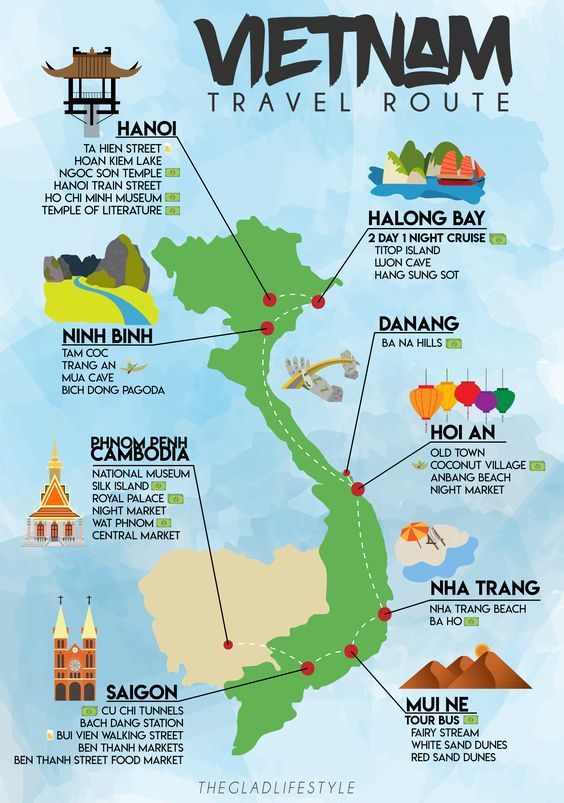 VIETNAM
TRAVEL ROUTE
HANOI
TA HIEN STREET
HOAN KIEM LAKE
NGOC SON TEMPLE
HANOI TRAIN STREET
HO CHI MINH MUSEUM
TEMPLE OF LITERATURE
HALONG BAY
2 DAY 1 NIGHT CRUISE
TITOP ISLAND
LUON CAVE
HANG SUNG SOT
NINH BINH
TAM COC
TRANG AN
MUA CAVE
BICH DONG PAGODA
DANANG
BA NA HILLS
HOI AN
OLD TOWN
COCONUT VILLAGE
ANBANG BEACH
NIGHT MARKET
PHNOM PENH
CAMBODIA
NATIONAL MUSEUM
SILK ISLAND
ROYAL PALACE
NIGHT MARKET
WAT PHNOM
CENTRAL MARKET
NHA TRANG
NHA TRANG BEACH
BA HO
SAIGON
CU CHI TUNNELS
BACH DANG STATION
BUI VIEN WALKING STREET
BEN THANH MARKETS
BEN THANH STREET FOOD MARKET
MUI NE
TOUR BUS
FAIRY STREAM
WHITE SAND DUNES
RED SAND DUNES
THEGLADLIFESTYLE